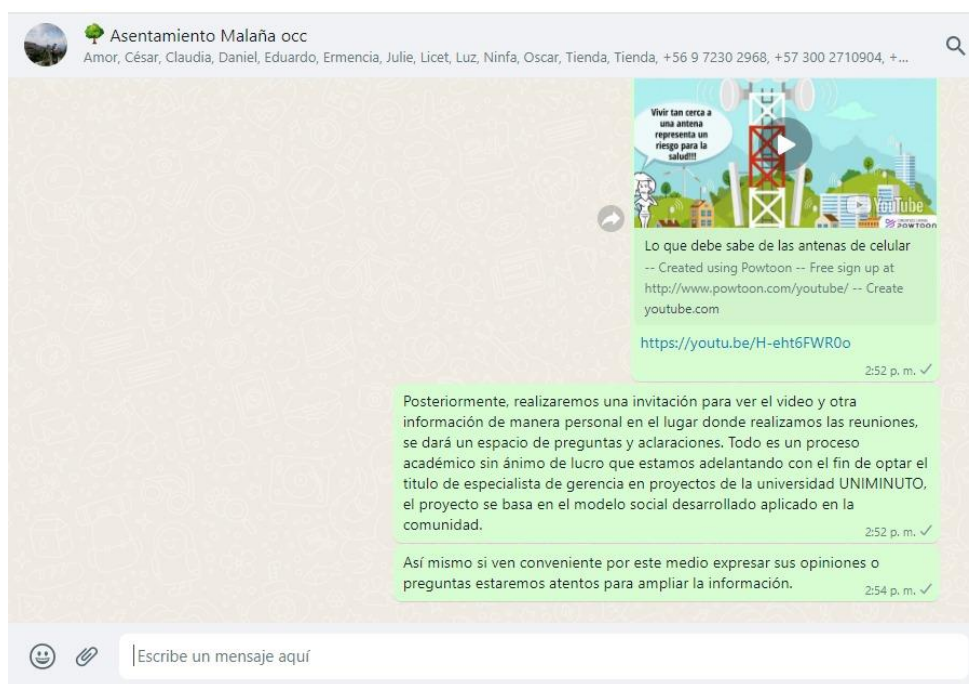 Asentamiento Malaña occ
Amor, César, Claudia, Daniel, Eduardo, Ermencia, Julie, Licet, Luz, Ninfa, Oscar, Tienda, Tienda, +56 9 7230 2968, +57 300 2710904, +...
Vivir tan cerca a
una antena
representa un
riesgo para la
salud!!!
YouTube
POWTOON
Lo que debe sabe de las antenas de celular
-- Created using Powtoon -- Free sign up at
http://www.powtoon.com/youtube/ -- Create
youtube.com
https://youtu.be/H-eht6FWR0o
2:52 p. m.
Posteriormente, realizaremos una invitación para ver el video y otra
información de manera personal en el lugar donde realizamos las reuniones,
se dará un espacio de preguntas y aclaraciones. Todo es un proceso
académico sin ánimo de lucro que estamos adelantando con el fin de optar el
titulo de especialista de gerencia en proyectos de la universidad UNIMINUTO,
el proyecto se basa en el modelo social desarrollado aplicado en la
comunidad.
2:52 p. m.
Así mismo si ven conveniente por este medio expresar sus opiniones o
preguntas estaremos atentos para ampliar la información.
2:54 p. m.
Escribe un mensaje aquí